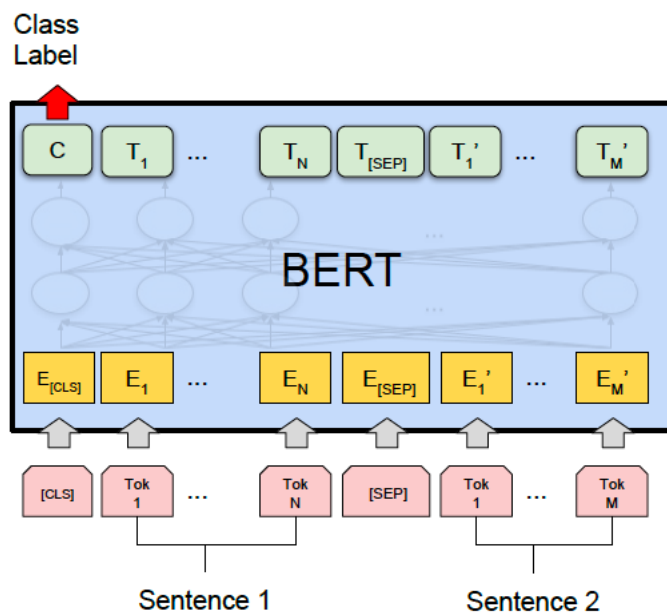 Class
Label
C T1 ... TN T[SEP] T1' ... TM'
...
BERT
...
E[CLS] E1 ... EN E[SEP] E1' ... EM'
[CLS] Tok 1 ... Tok N [SEP] Tok 1 ... Tok M
Sentence 1 Sentence 2